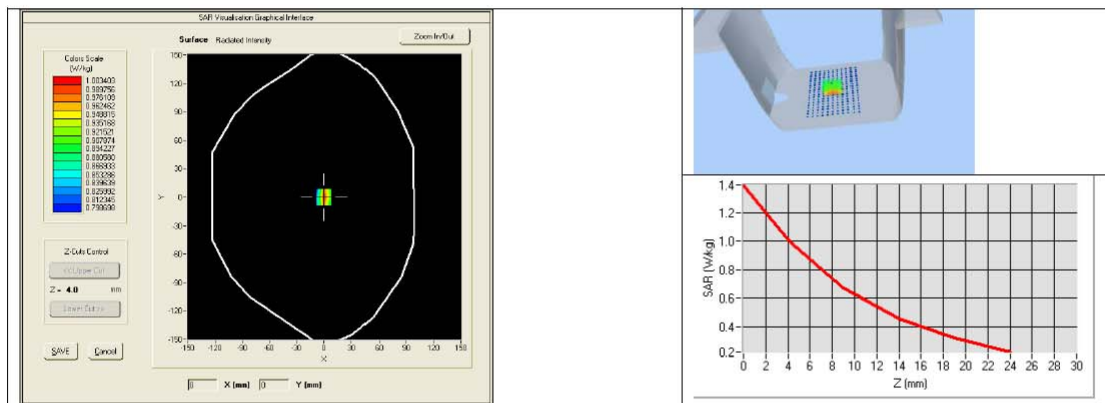 SAR Visualisation Graphical Interface
Surface Radiated Intensity
Zoom In/Out
Colors Scale
(W/kg)
1.003403
0.989756
0.976109
0.962462
0.948815
0.935168
0.921521
0.907874
0.894227
0.880580
0.866933
0.853286
0.839639
0.825992
0.812345
0.798698
Z-Cuts Control
Z = 4.0 mm
SAVE
Cancel
150
120
90
60
30
0
-30
-60
-90
-120
-150
Y
-150 -120 -90 -60 -30 0 30 60 90 120 150
X
0 X (mm) 0 Y (mm)
1.4
1.2
1.0
0.8
0.6
0.4
0.2
SAR (W/kg)
0 2 4 6 8 10 12 14 16 18 20 22 24 26 28 30
Z (mm)